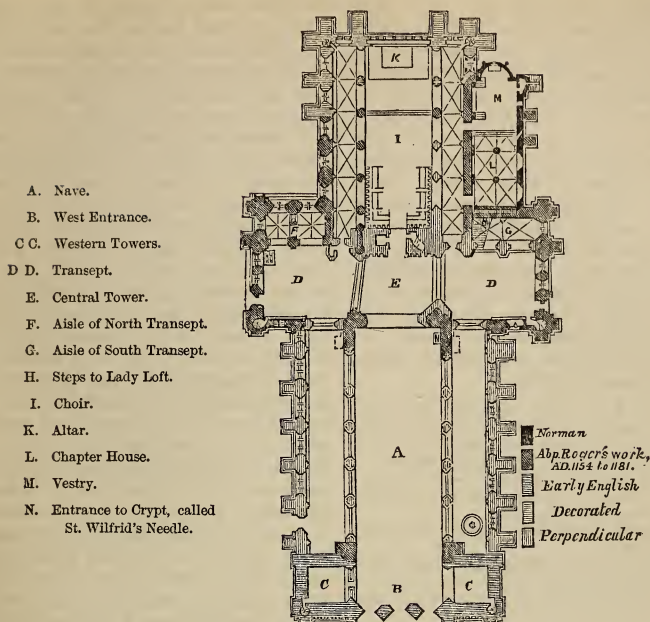 A. Nave.
B. West Entrance.
C C. Western Towers.
D D. Transept.
E. Central Tower.
F. Aisle of North Transept.
G. Aisle of South Transept.
H. Steps to Lady Loft.
I. Choir.
K. Altar.
L. Chapter House.
M. Vestry.
N. Entrance to Crypt, called
St. Wilfrid's Needle.
K
M
I
L
F
H
G
D
E
D
N
A
C
B
C
Norman
Abp. Roger's work,
AD. 1154 to 1181.
Early English
Decorated
Perpendicular